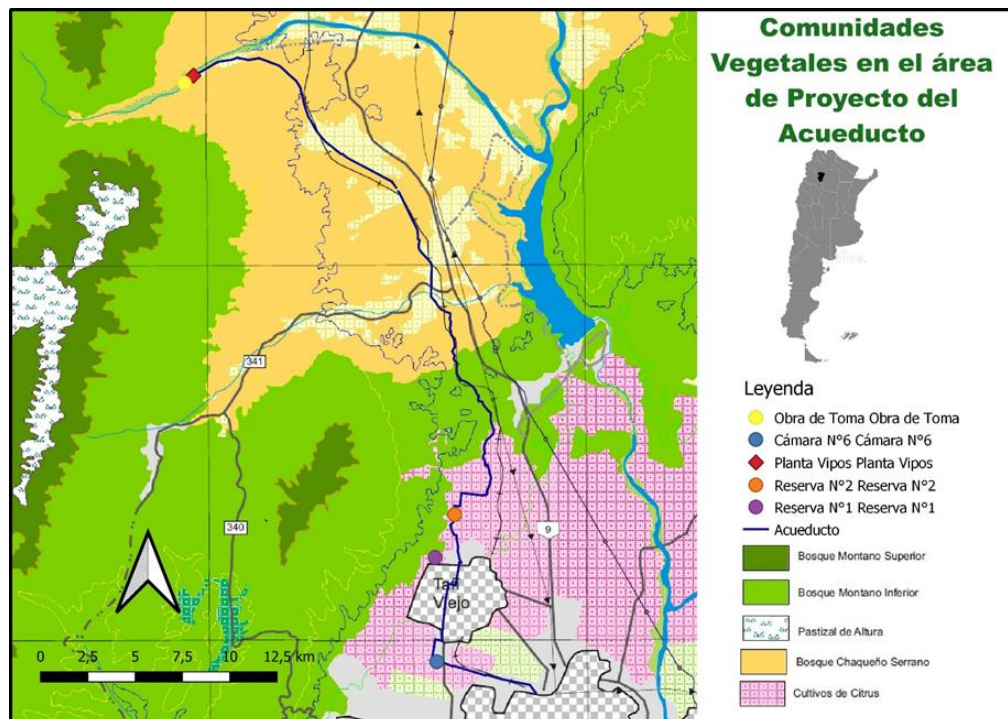 Comunidades
Vegetales en el área
de Proyecto del
Acueducto
Leyenda
Obra de Toma Obra de Toma
Cámara N°6 Cámara N°6
Planta Vipos Planta Vipos
Reserva N°2 Reserva N°2
Reserva N°1 Reserva N°1
Acueducto
Bosque Montano Superior
Bosque Montano Inferior
Pastizal de Altura
Bosque Chaqueño Serrano
Cultivos de Citrus
341
340
9
Tafí
Viejo
0 2,5 5 7,5 10 12,5 km